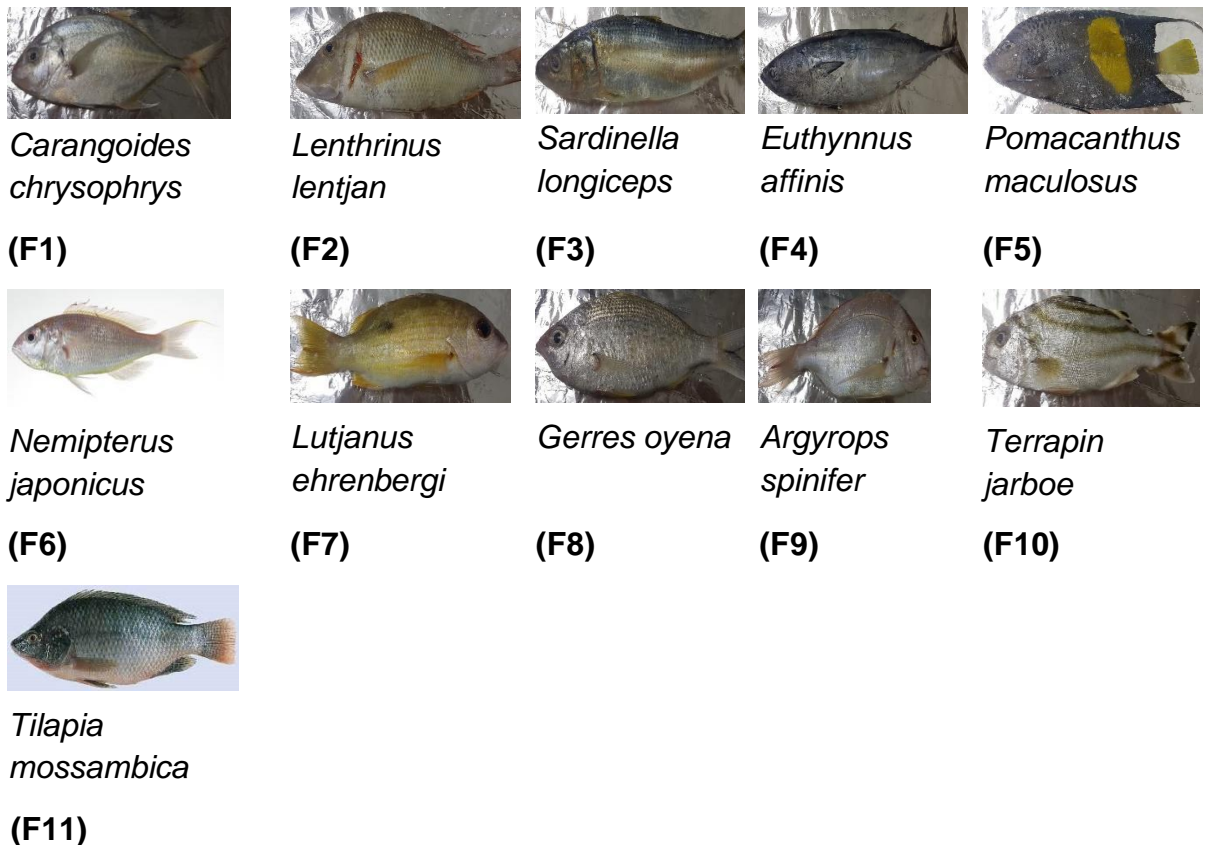 Carangoides
chrysophrys
(F1)
Lenthrinus
lentjan
(F2)
Sardinella
longiceps
(F3)
Euthynnus
affinis
(F4)
Pomacanthus
maculosus
(F5)
Nemipterus
japonicus
(F6)
Lutjanus
ehrenbergi
(F7)
Gerres oyena
(F8)
Argyrops
spinifer
(F9)
Terrapin
jarboe
(F10)
Tilapia
mossambica
(F11)